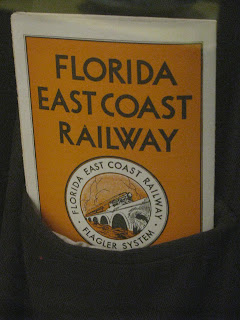 FLORIDA
EAST COAST
RAILWAY
· FLORIDA EAST COAST RAILWAY ·
FLAGLER SYSTEM